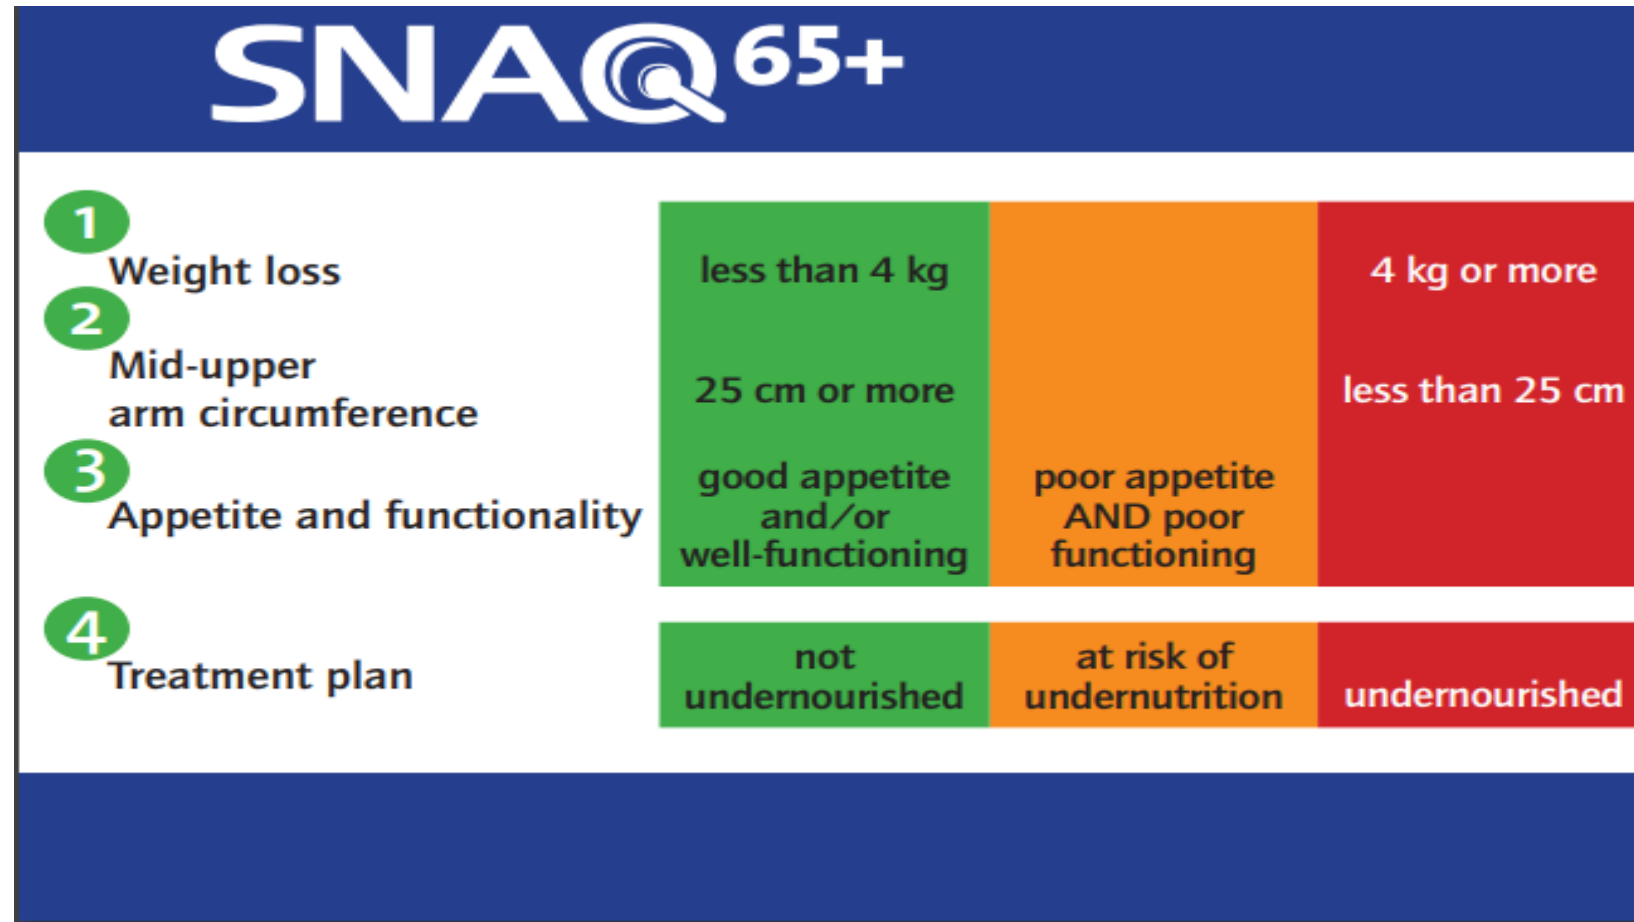 SNAQ 65+
1
Weight loss
less than 4 kg
4 kg or more
2
Mid-upper
arm circumference
25 cm or more
less than 25 cm
3
Appetite and functionality
good appetite
and/or
well-functioning
poor appetite
AND poor
functioning
4
Treatment plan
not
undernourished
at risk of
undernutrition
undernourished